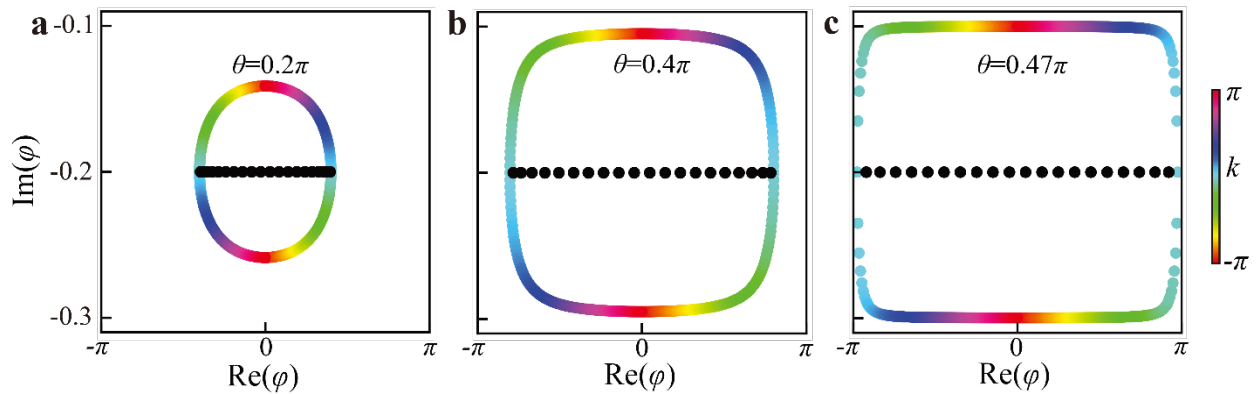 a
-0.1
-0.2
-0.3
Im(φ)
θ=0.2π
-π
0
π
Re(φ)
b
θ=0.4π
-π
0
π
Re(φ)
c
θ=0.47π
-π
0
π
Re(φ)
π
k
-π